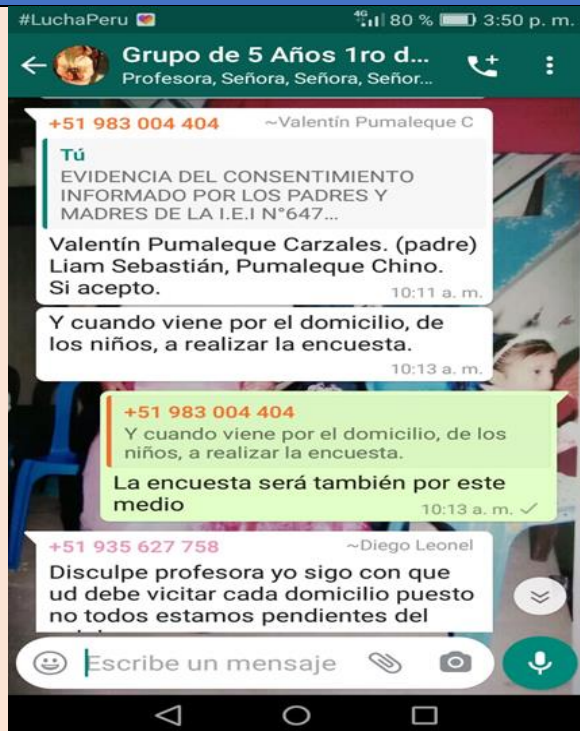 #LuchaPeru 4G 80 % 3:50 p. m.
Grupo de 5 Años 1ro d...
Profesora, Señora, Señora, Señor...
+51 983 004 404 ~Valentín Pumaleque C
Tú
EVIDENCIA DEL CONSENTIMIENTO
INFORMADO POR LOS PADRES Y
MADRES DE LA I.E.I N°647...
Valentín Pumaleque Carzales. (padre)
Liam Sebastián, Pumaleque Chino.
Si acepto.
10:11 a. m.
Y cuando viene por el domicilio, de
los niños, a realizar la encuesta.
10:13 a. m.
+51 983 004 404
Y cuando viene por el domicilio, de los
niños, a realizar la encuesta.
La encuesta será también por este
medio
10:13 a. m.
+51 935 627 758 ~Diego Leonel
Disculpe profesora yo sigo con que
ud debe vicitar cada domicilio puesto
no todos estamos pendientes del
Escribe un mensaje